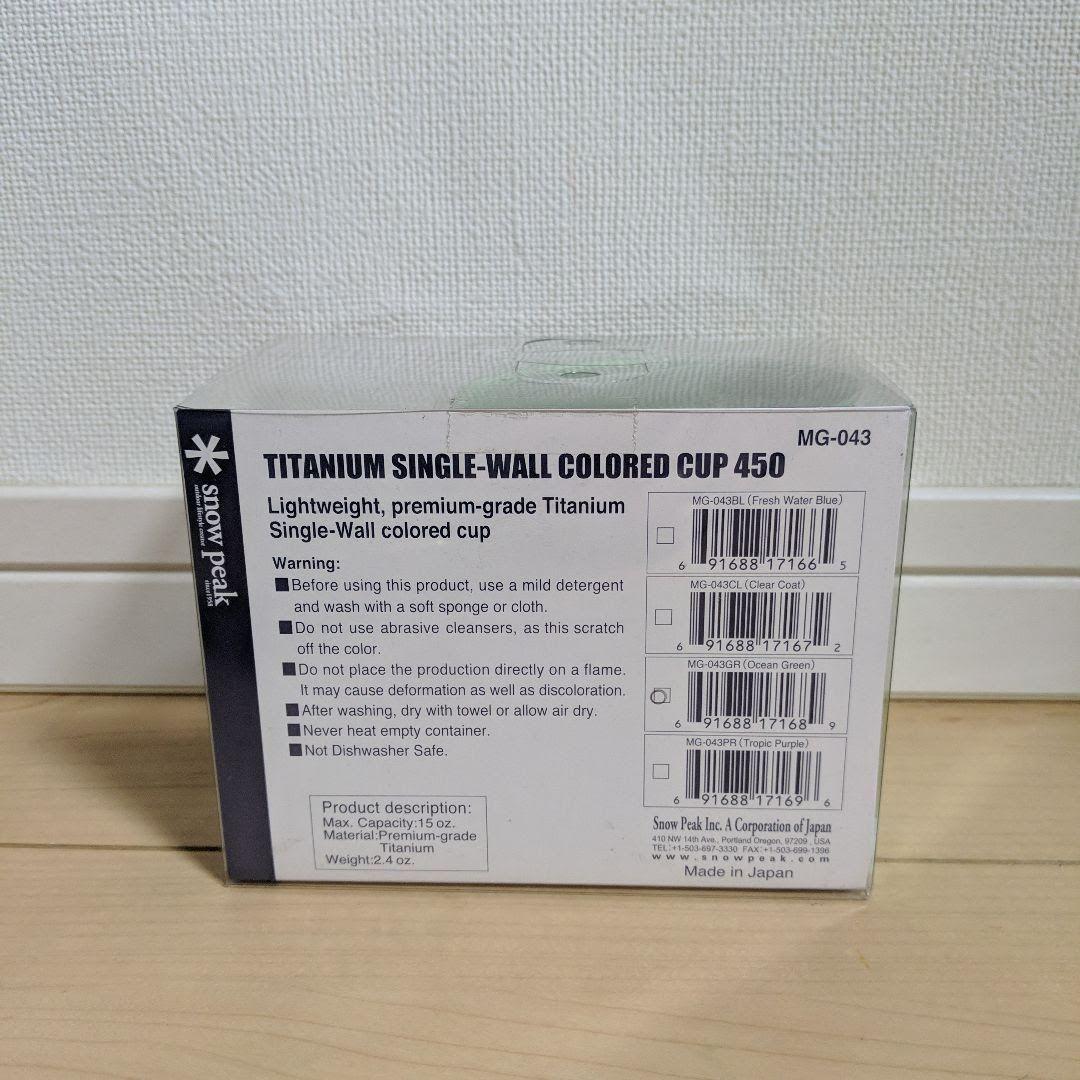 snow peak
outdoor lifestyle creator
since1958
MG-043
TITANIUM SINGLE-WALL COLORED CUP 450
Lightweight, premium-grade Titanium
Single-Wall colored cup
Warning:
■Before using this product, use a mild detergent
and wash with a soft sponge or cloth.
■Do not use abrasive cleansers, as this scratch
off the color.
■Do not place the production directly on a flame.
It may cause deformation as well as discoloration.
■After washing, dry with towel or allow air dry.
■Never heat empty container.
■Not Dishwasher Safe.
Product description:
Max. Capacity:15 oz.
Material:Premium-grade
Titanium
Weight:2.4 oz.
MG-043BL (Fresh Water Blue)
6 91688 17166 5
MG-043CL (Clear Coat)
6 91688 17167 2
MG-043GR (Ocean Green)
6 91688 17168 9
MG-043PR (Tropic Purple)
6 91688 17169 6
Snow Peak Inc. A Corporation of Japan
410 NW 14th Ave., Portland Oregon, 97209 , USA
TEL:+1-503-697-3330 FAX:+1-503-699-1396
www.snowpeak.com
Made in Japan